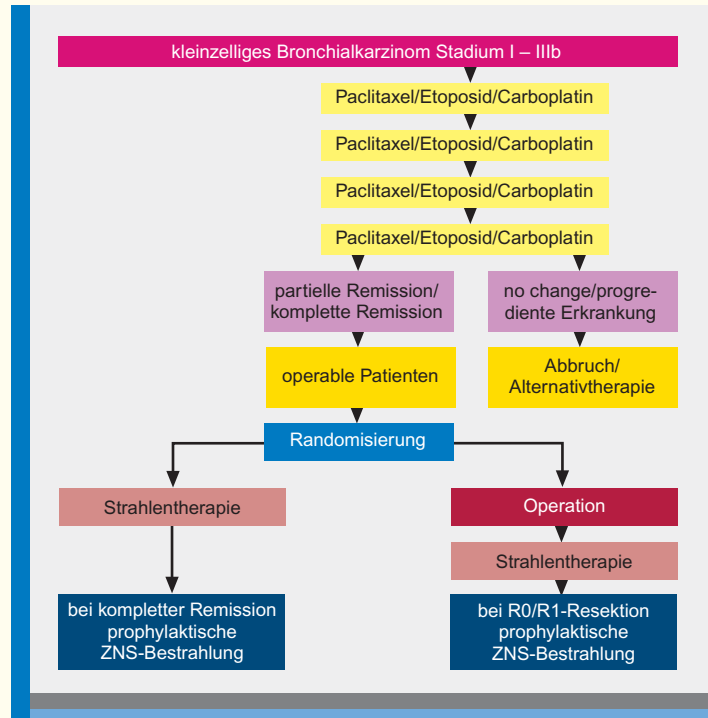 kleinzelliges Bronchialkarzinom Stadium I – IIIb
Paclitaxel/Etoposid/Carboplatin
Paclitaxel/Etoposid/Carboplatin
Paclitaxel/Etoposid/Carboplatin
Paclitaxel/Etoposid/Carboplatin
partielle Remission/
komplette Remission
no change/progre-
diente Erkrankung
operable Patienten
Abbruch/
Alternativtherapie
Randomisierung
Strahlentherapie
Operation
Strahlentherapie
bei kompletter Remission
prophylaktische
ZNS-Bestrahlung
bei R0/R1-Resektion
prophylaktische
ZNS-Bestrahlung